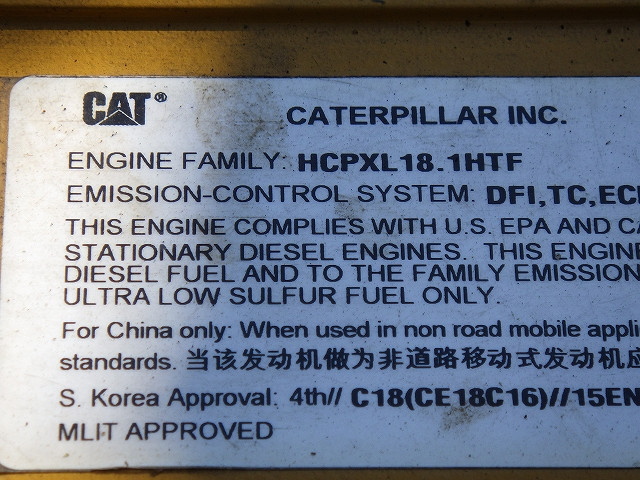 CAT®
CATERPILLAR INC.
ENGINE FAMILY: HCPXL18.1HTF
EMISSION-CONTROL SYSTEM: DFI,TC,EC
THIS ENGINE COMPLIES WITH U.S. EPA AND CA
STATIONARY DIESEL ENGINES. THIS ENGINE
DIESEL FUEL AND TO THE FAMILY EMISSION
ULTRA LOW SULFUR FUEL ONLY.
For China only: When used in non road mobile appli
standards. 当该发动机做为非道路移动式发动机应
S. Korea Approval: 4th// C18(CE18C16)//15EN
MLIT APPROVED